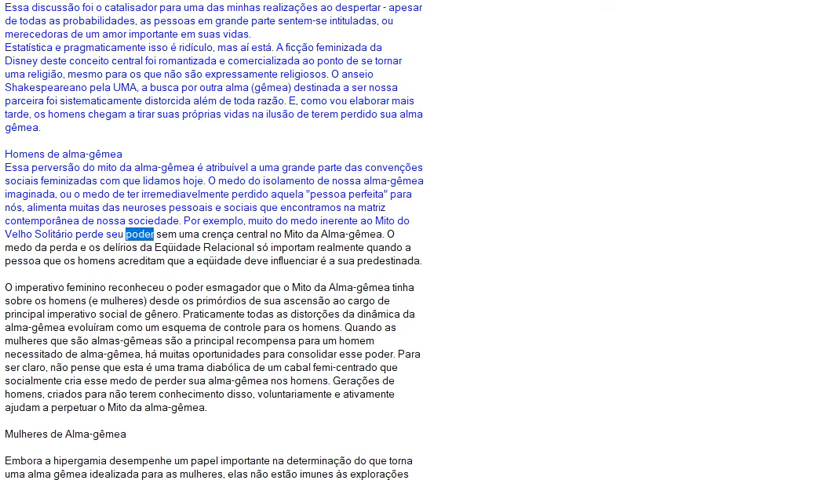 Essa discussão foi o catalisador para uma das minhas realizações ao despertar - apesar
de todas as probabilidades, as pessoas em grande parte sentem-se intituladas, ou
merecedoras de um amor importante em suas vidas.
Estatística e pragmaticamente isso é ridículo, mas aí está. A ficção feminizada da
Disney deste conceito central foi romantizada e comercializada ao ponto de se tornar
uma religião, mesmo para os que não são expressamente religiosos. O anseio
Shakespeareano pela UMA, a busca por outra alma (gêmea) destinada a ser nossa
parceira foi sistematicamente distorcida além de toda razão. E, como vou elaborar mais
tarde, os homens chegam a tirar suas próprias vidas na ilusão de terem perdido sua alma
gêmea.
Homens de alma-gêmea
Essa perversão do mito da alma-gêmea é atribuível a uma grande parte das convenções
sociais feminizadas com que lidamos hoje. O medo do isolamento de nossa alma-gêmea
imaginada, ou o medo de ter irremediavelmente perdido aquela "pessoa perfeita" para
nós, alimenta muitas das neuroses pessoais e sociais que encontramos na matriz
contemporânea de nossa sociedade. Por exemplo, muito do medo inerente ao Mito do
Velho Solitário perde seu poder sem uma crença central no Mito da Alma-gêmea. O
medo da perda e os delírios da Eqüidade Relacional só importam realmente quando a
pessoa que os homens acreditam que a eqüidade deve influenciar é a sua predestinada.
O imperativo feminino reconheceu o poder esmagador que o Mito da Alma-gêmea tinha
sobre os homens (e mulheres) desde os primórdios de sua ascensão ao cargo de
principal imperativo social de gênero. Praticamente todas as distorções da dinâmica da
alma-gêmea evoluíram como um esquema de controle para os homens. Quando as
mulheres que são almas-gêmeas são a principal recompensa para um homem
necessitado de alma-gêmea, há muitas oportunidades para consolidar esse poder. Para
ser claro, não pense que esta é uma trama diabólica de um cabal femi-centrado que
socialmente cria esse medo de perder sua alma-gêmea nos homens. Gerações de
homens, criados para não terem conhecimento disso, voluntariamente e ativamente
ajudam a perpetuar o Mito da alma-gêmea.
Mulheres de Alma-gêmea
Embora a hipergamia desempenhe um papel importante na determinação do que torna
uma alma gêmea idealizada para as mulheres, elas não estão imunes às explorações